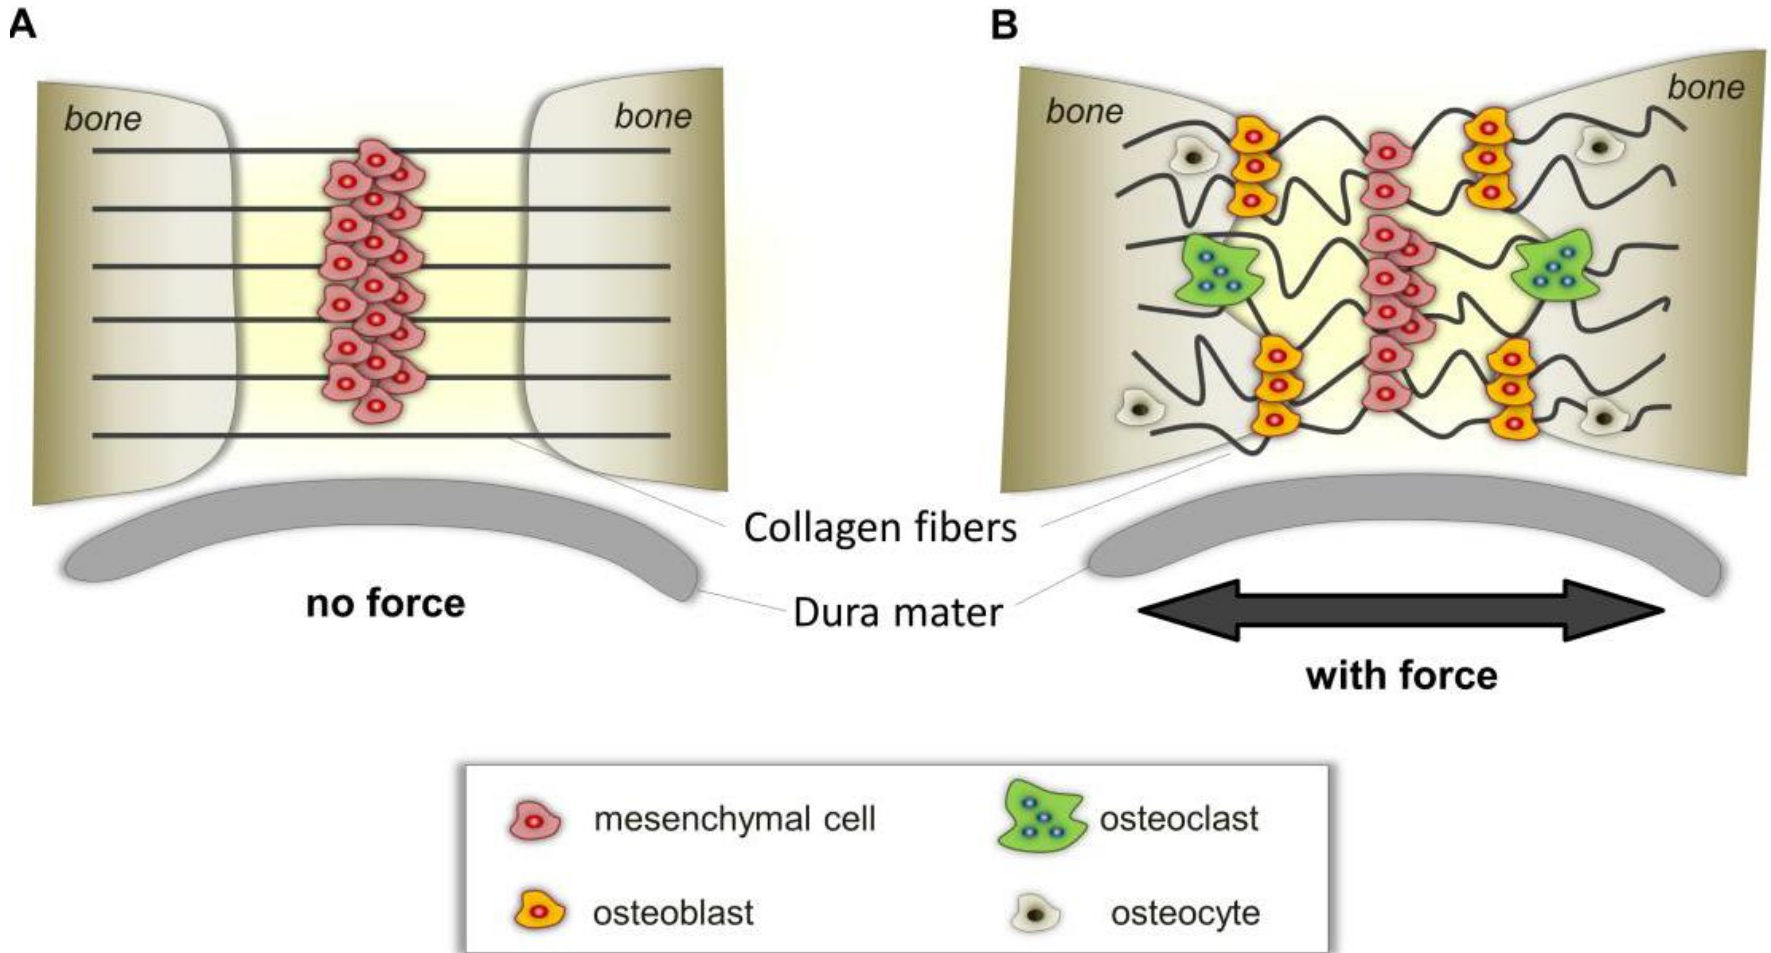 A
B
bone
bone
bone
bone
Collagen fibers
Dura mater
no force
with force
mesenchymal cell
osteoclast
osteoblast
osteocyte